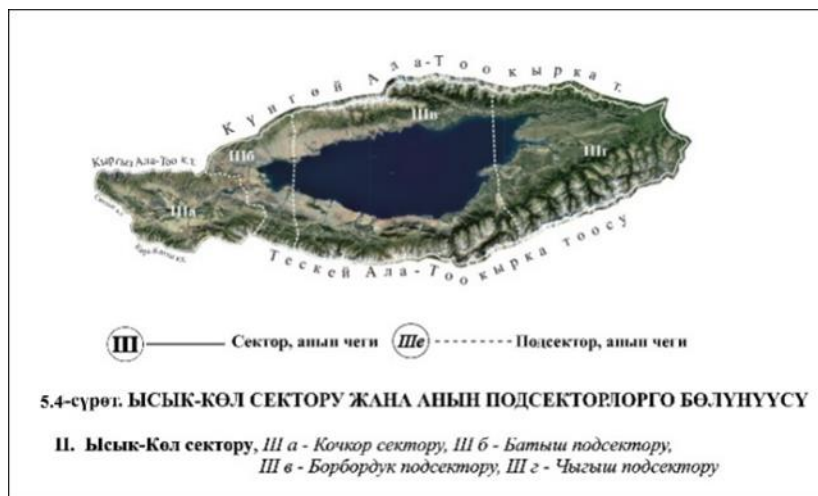 Күнгөй Ала-Тоо кырка т.
IIIв
IIIб
IIIг
Кыргыз Ала-Тоо к.т.
IIIа
Тескей Ала-Тоо кырка тоосу
III Сектор, анын чеги IIIе Подсектор, анын чеги
5.4-сүрөт. ЫСЫК-КӨЛ СЕКТОРУ ЖАНА АНЫН ПОДСЕКТОРЛОРГО БӨЛҮНҮҮСҮ
II. Ысык-Көл сектору, III а - Кочкор сектору, III б - Батыш подсектору,
III в - Борбордук подсектору, III г - Чыгыш подсектору